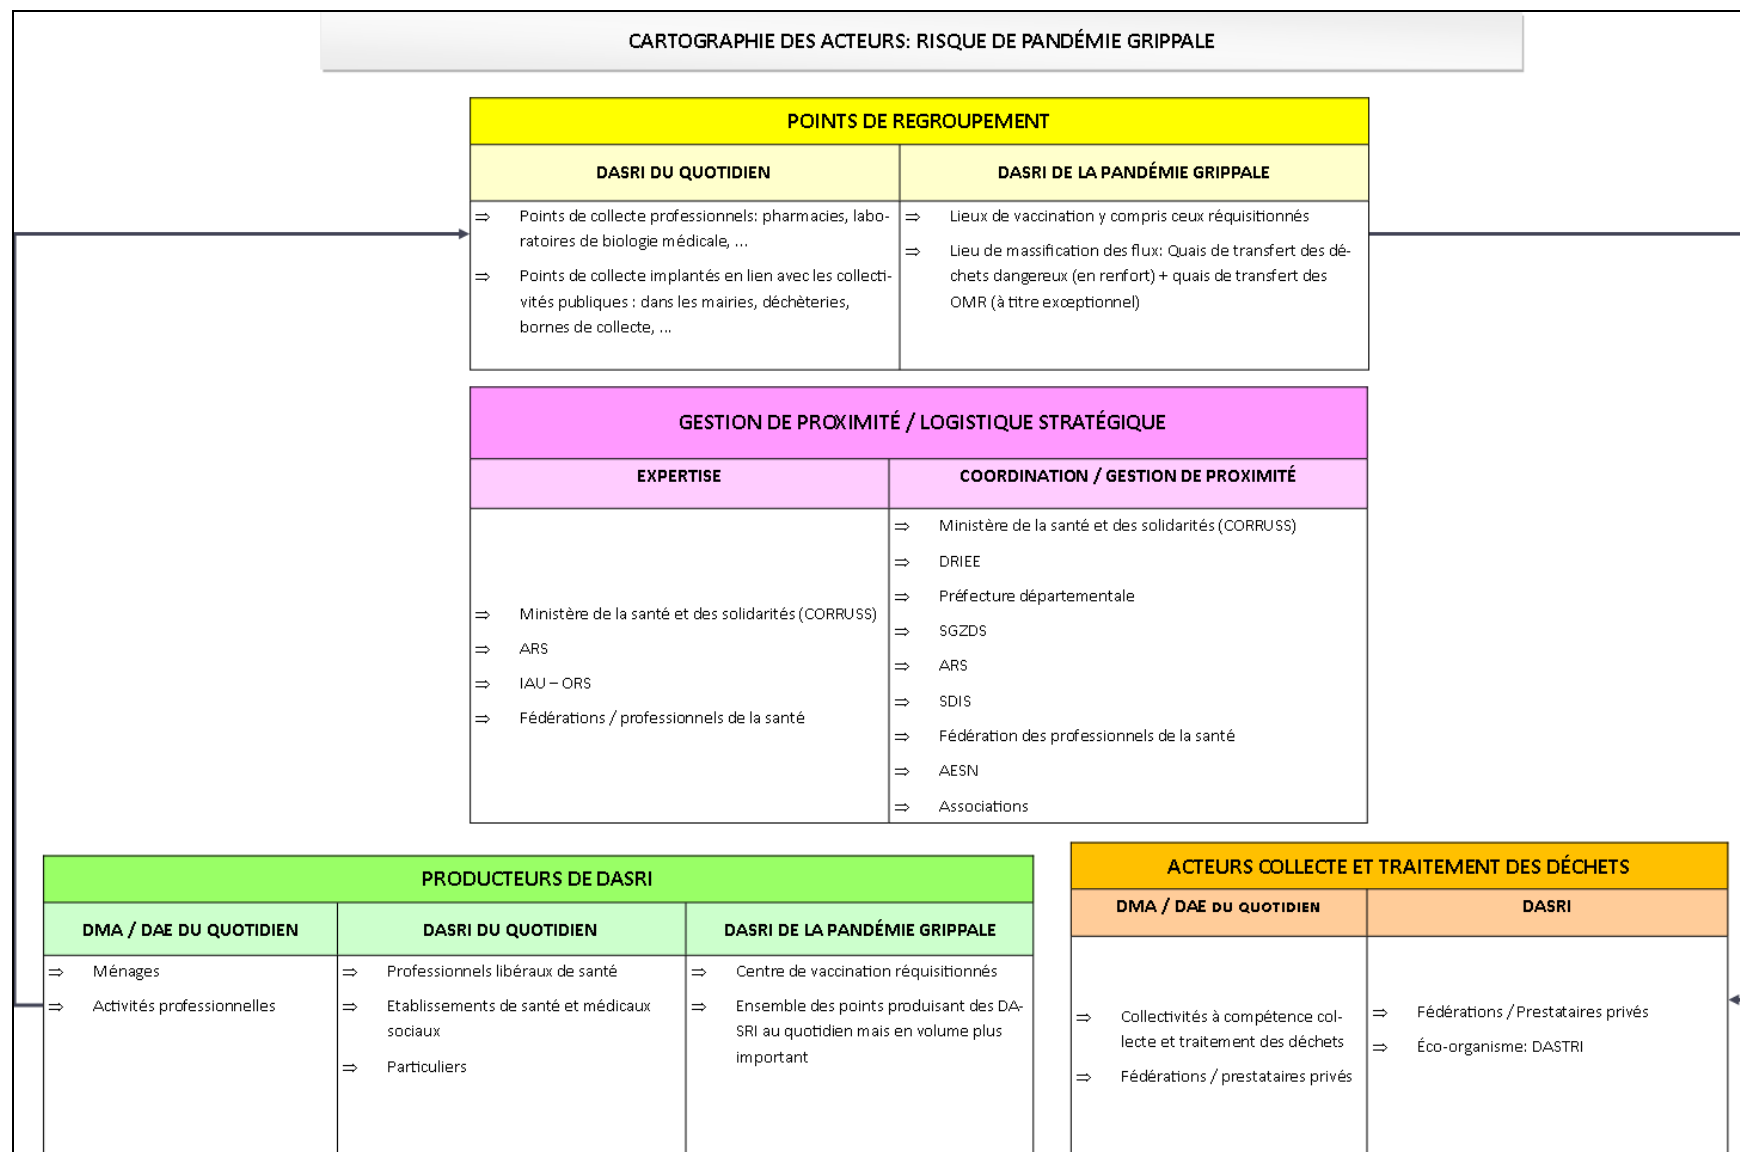 CARTOGRAPHIE DES ACTEURS: RISQUE DE PANDÉMIE GRIPPALE
POINTS DE REGROUPEMENT
DASRI DU QUOTIDIEN
⇒ Points de collecte professionnels: pharmacies, labo-
ratoires de biologie médicale, ...
⇒ Points de collecte implantés en lien avec les collecti-
vités publiques : dans les mairies, déchèteries,
bornes de collecte, ...
DASRI DE LA PANDÉMIE GRIPPALE
⇒ Lieux de vaccination y compris ceux réquisitionnés
⇒ Lieu de massification des flux: Quais de transfert des dé-
chets dangereux (en renfort) + quais de transfert des
OMR (à titre exceptionnel)
GESTION DE PROXIMITÉ / LOGISTIQUE STRATÉGIQUE
EXPERTISE
⇒ Ministère de la santé et des solidarités (CORRUSS)
⇒ ARS
⇒ IAU – ORS
⇒ Fédérations / professionnels de la santé
COORDINATION / GESTION DE PROXIMITÉ
⇒ Ministère de la santé et des solidarités (CORRUSS)
⇒ DRIEE
⇒ Préfecture départementale
⇒ SGZDS
⇒ ARS
⇒ SDIS
⇒ Fédération des professionnels de la santé
⇒ AESN
⇒ Associations
PRODUCTEURS DE DASRI
DMA / DAE DU QUOTIDIEN
⇒ Ménages
⇒ Activités professionnelles
DASRI DU QUOTIDIEN
⇒ Professionnels libéraux de santé
⇒ Etablissements de santé et médicaux
sociaux
⇒ Particuliers
DASRI DE LA PANDÉMIE GRIPPALE
⇒ Centre de vaccination réquisitionnés
⇒ Ensemble des points produisant des DA-
SRI au quotidien mais en volume plus
important
ACTEURS COLLECTE ET TRAITEMENT DES DÉCHETS
DMA / DAE DU QUOTIDIEN
⇒ Collectivités à compétence col-
lecte et traitement des déchets
⇒ Fédérations / prestataires privés
DASRI
⇒ Fédérations / Prestataires privés
⇒ Éco-organisme: DASTRI